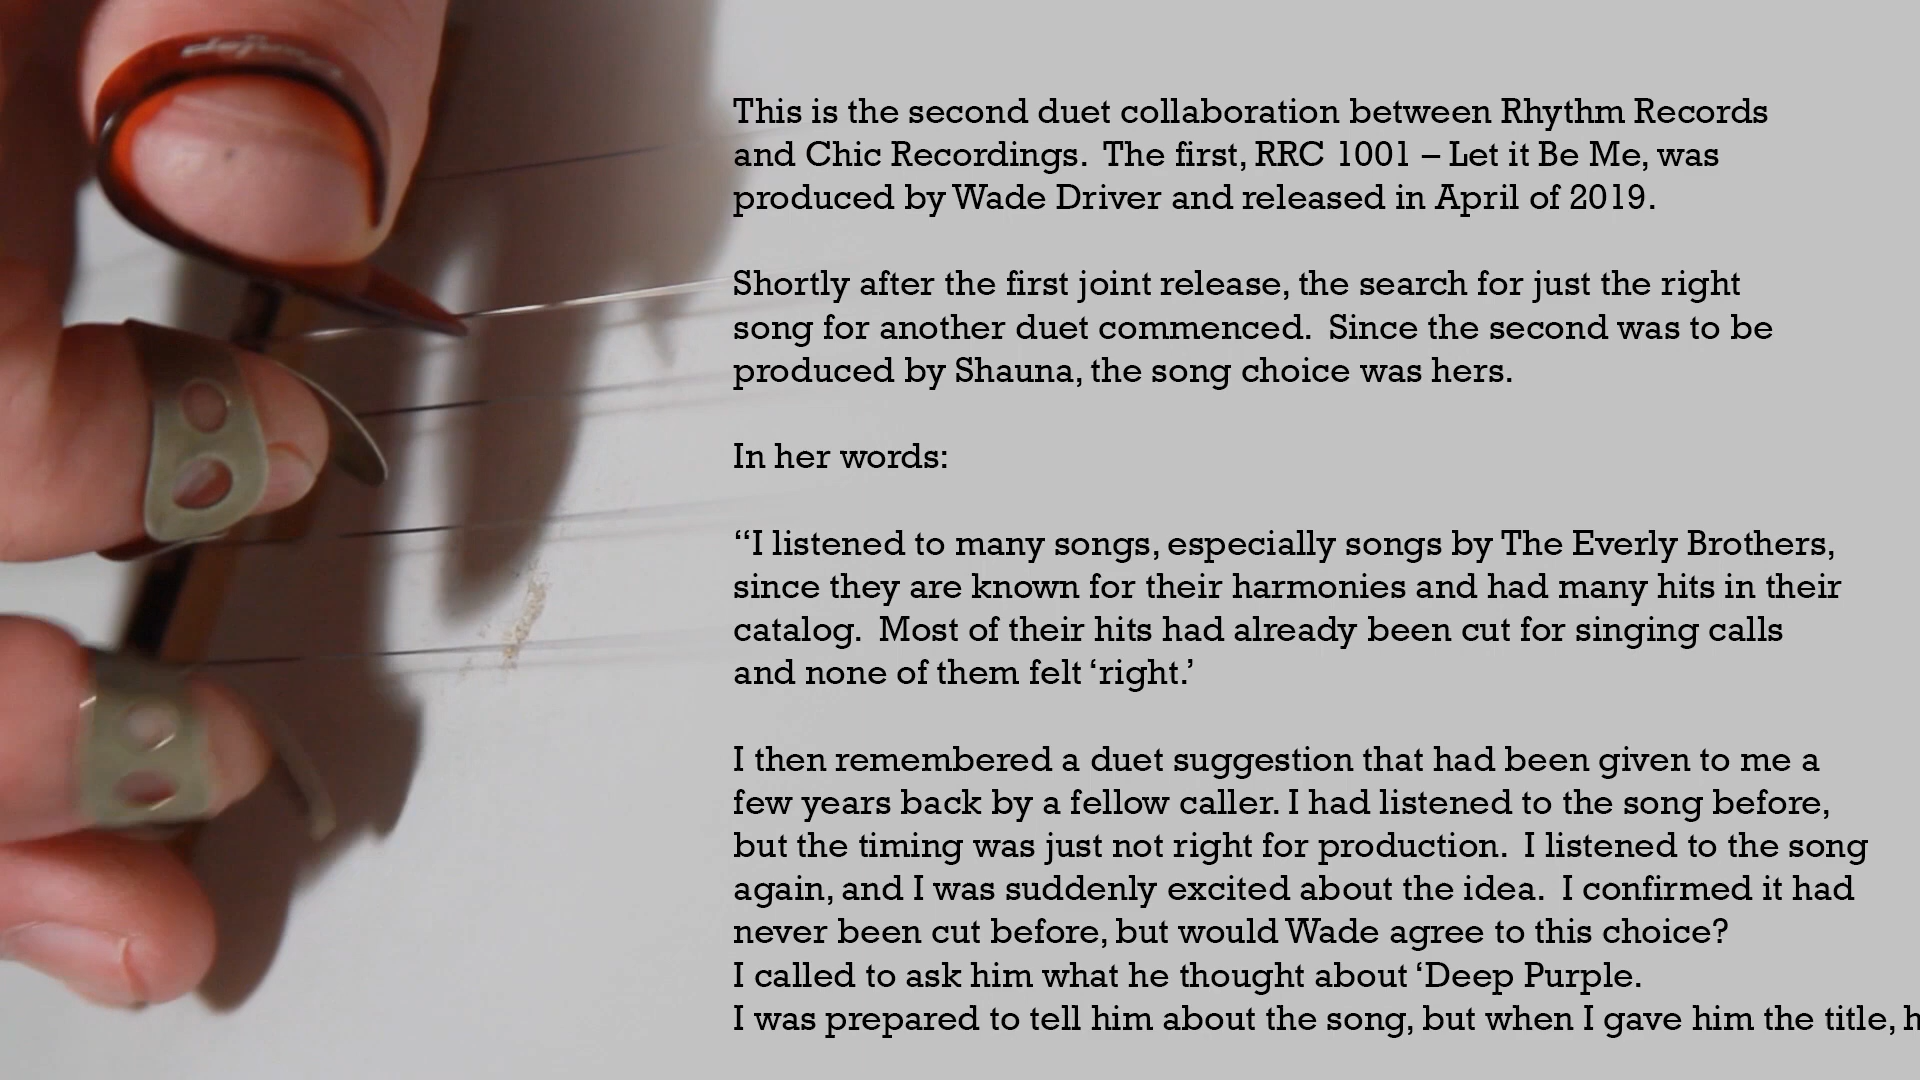 This is the second duet collaboration between Rhythm Records
and Chic Recordings.  The first, RRC 1001 – Let it Be Me, was
produced by Wade Driver and released in April of 2019.
Shortly after the first joint release, the search for just the right
song for another duet commenced.  Since the second was to be
produced by Shauna, the song choice was hers.
In her words:
“I listened to many songs, especially songs by The Everly Brothers,
since they are known for their harmonies and had many hits in their
catalog.  Most of their hits had already been cut for singing calls
and none of them felt ‘right.’
I then remembered a duet suggestion that had been given to me a
few years back by a fellow caller. I had listened to the song before,
but the timing was just not right for production.  I listened to the song
again, and I was suddenly excited about the idea.  I confirmed it had
never been cut before, but would Wade agree to this choice?
I called to ask him what he thought about ‘Deep Purple.
I was prepared to tell him about the song, but when I gave him the title,